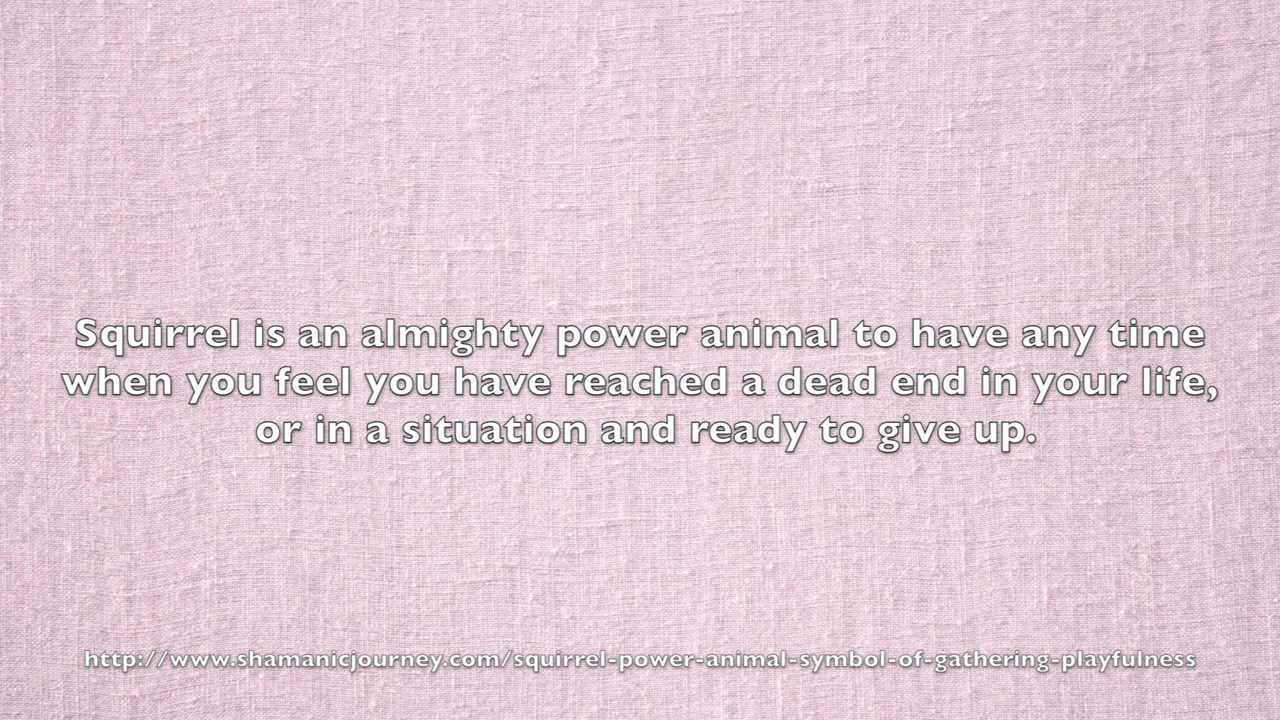 Squirrel is an almighty power animal to have any time
when you feel you have reached a dead end in your life,
or in a situation and ready to give up.
http://www.shamanicjourney.com/squirrel-power-animal-symbol-of-gathering-playfulness